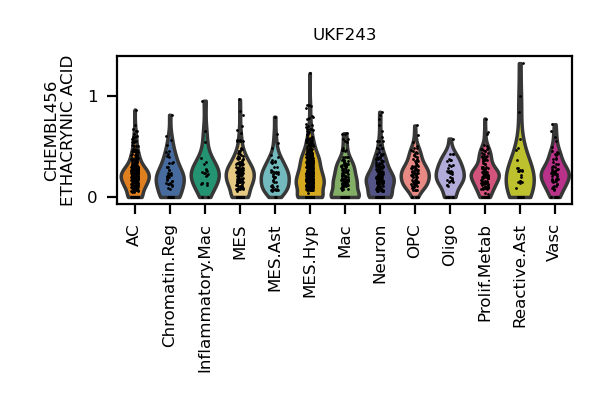 UKF243
CHEMBL456
ETHACRYNIC ACID
1
0
AC
Chromatin.Reg
Inflammatory.Mac
MES
MES.Ast
MES.Hyp
Mac
Neuron
OPC
Oligo
Prolif.Metab
Reactive.Ast
Vasc